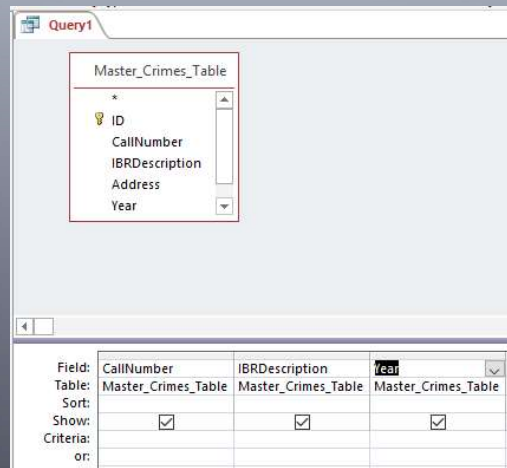 Query1
Master_Crimes_Table
*
ID
CallNumber
IBRDescription
Address
Year
Field: CallNumber IBRDescription Year
Table: Master_Crimes_Table Master_Crimes_Table Master_Crimes_Table
Sort:
Show:
Criteria:
or: